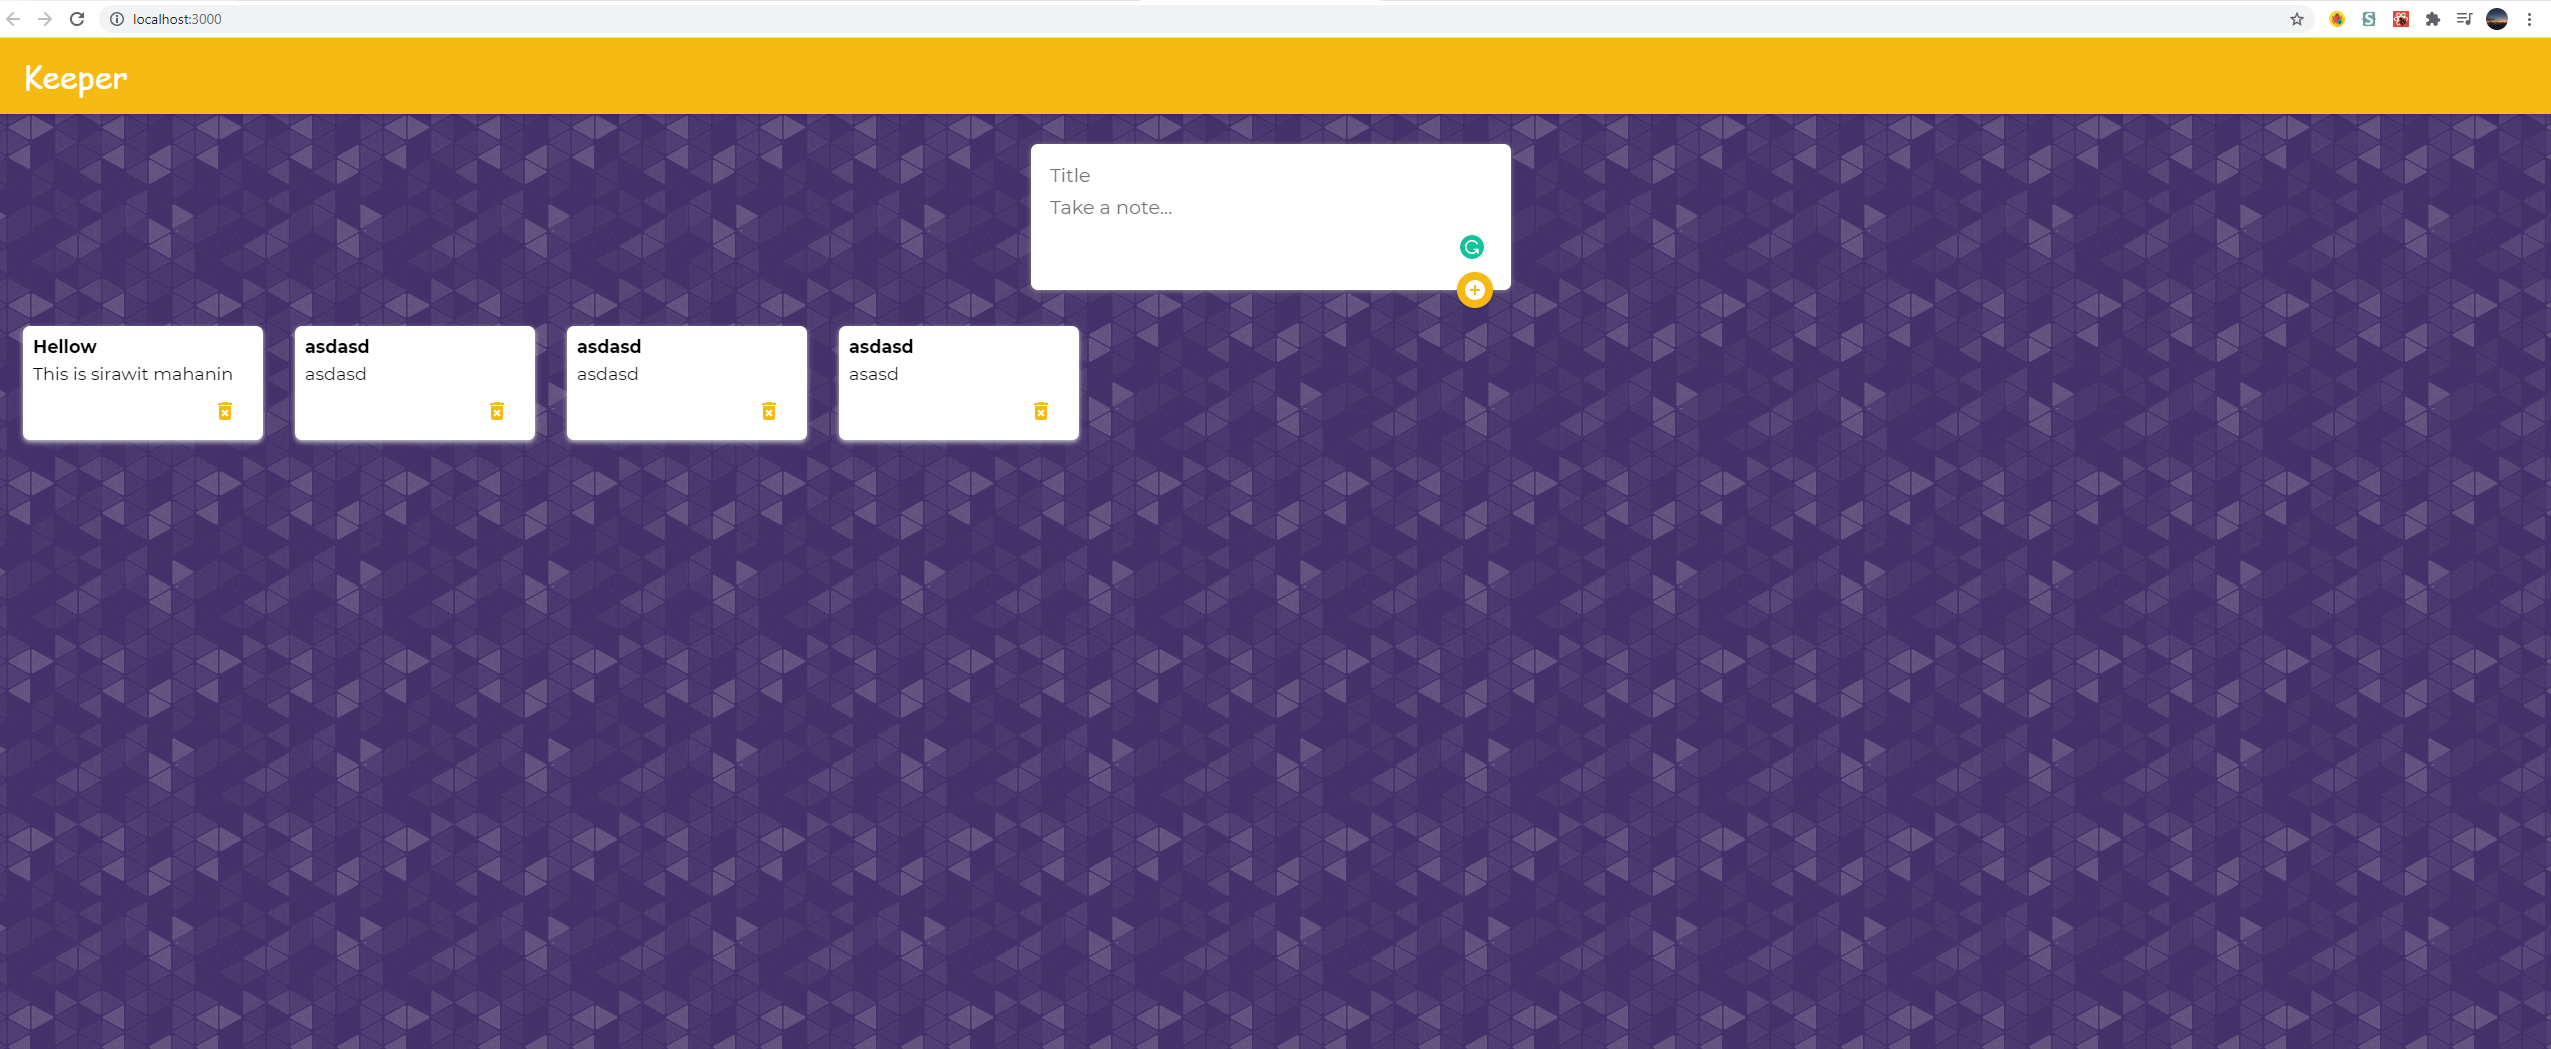 localhost:3000
Keeper
Title
Take a note...
Hellow
This is sirawit mahanin
asdasd
asdasd
asdasd
asdasd
asdasd
asasd